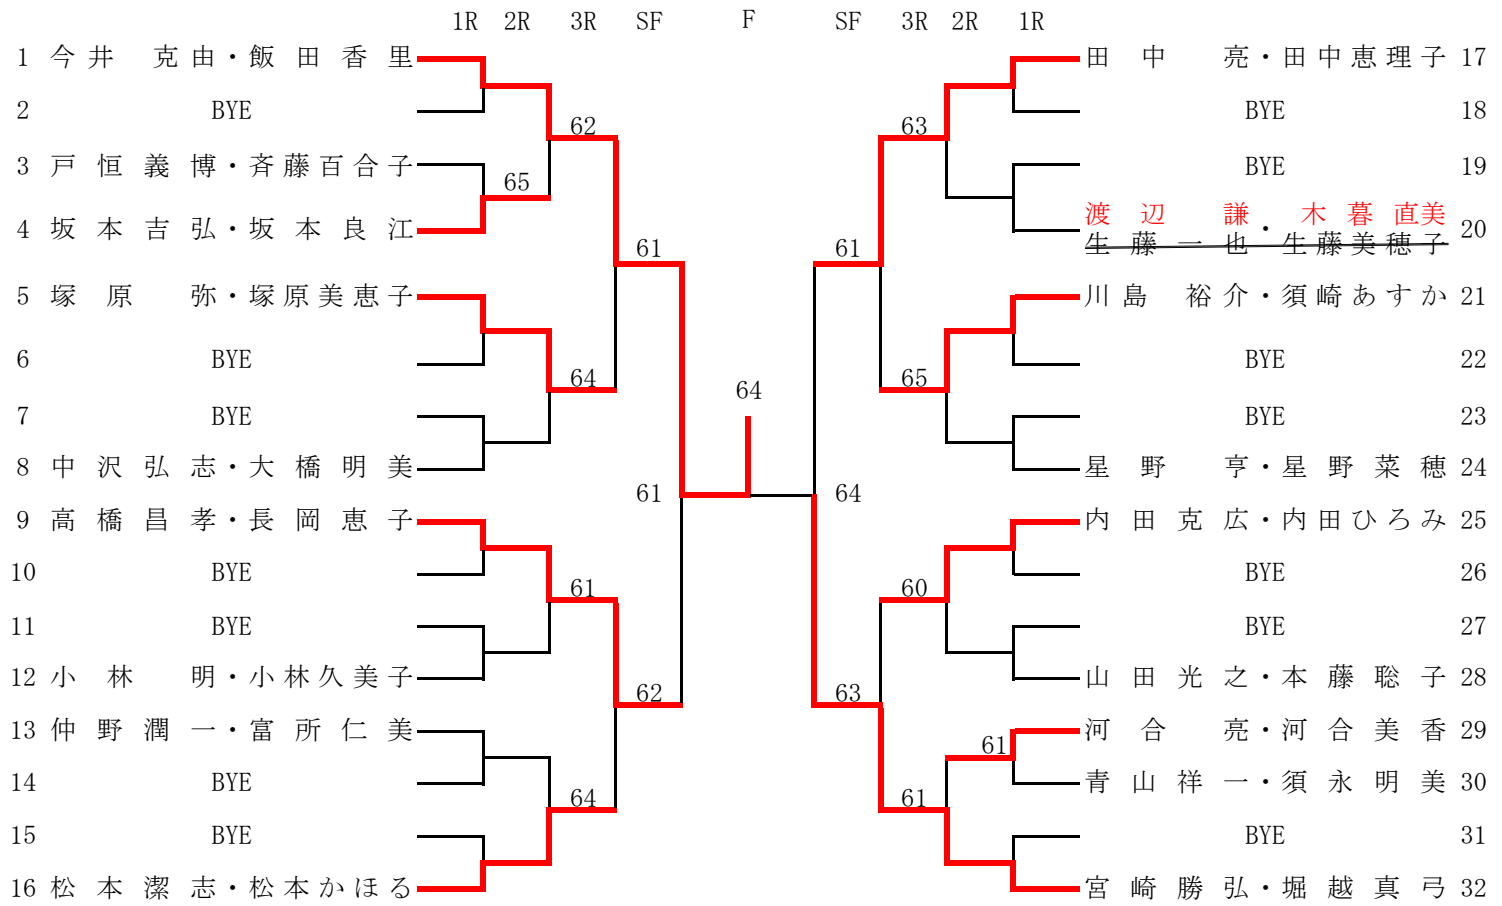 1R 2R 3R SF F SF 3R 2R 1R
1 今井 克由・飯田香里 田中 亮・田中恵理子 17
2 BYE BYE 18
62 63
3 戸恒義博・斉藤百合子 BYE 19
65
渡辺 謙・木暮直美
4 坂本吉弘・坂本良江 20
生藤一也・生藤美穂子
61 61
5 塚原 弥・塚原美恵子 川島 裕介・須崎あすか 21
6 BYE BYE 22
64 65
64
7 BYE BYE 23
8 中沢弘志・大橋明美 星野 亨・星野菜穂 24
61 64
9 高橋昌孝・長岡恵子 内田克広・内田ひろみ 25
10 BYE BYE 26
61 60
11 BYE BYE 27
12 小林 明・小林久美子 山田光之・本藤聡子 28
62 63
13 仲野潤一・富所仁美 河合 亮・河合美香 29
61
14 BYE 青山祥一・須永明美 30
64 61
15 BYE BYE 31
16 松本潔志・松本かほる 宮崎勝弘・堀越真弓 32